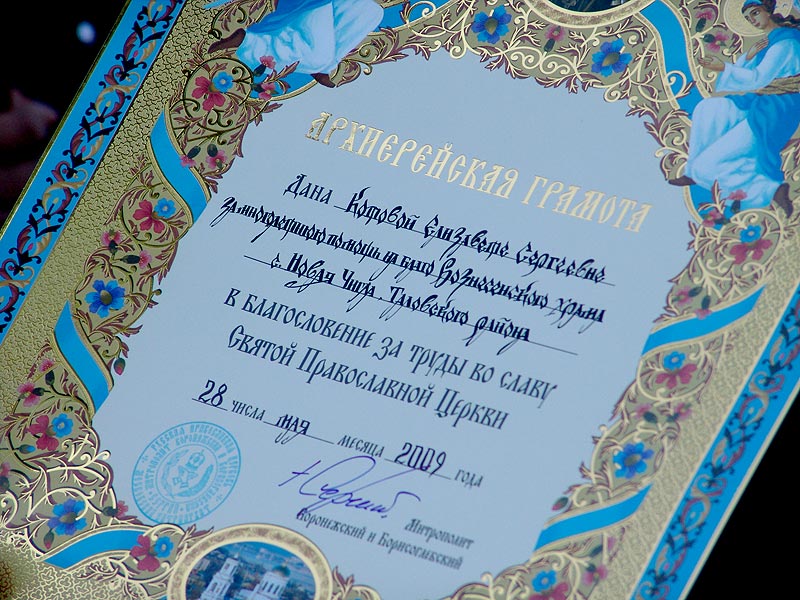 АРХИЕРЕЙСКАЯ ГРАМОТА
Дана Котовой Елизавете Сергеевне
за многолетнюю помощь на благо Вознесенского храма
с. Новая Чигла Таловского района
в благословение за труды во славу
Святой Православной Церкви
28 числа мая месяца 2009 года
Митрополит
Воронежский и Борисоглебский